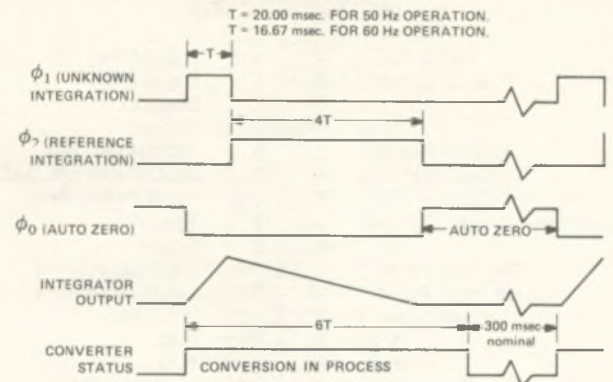 T = 20.00 msec. FOR 50 Hz OPERATION.
T = 16.67 msec. FOR 60 Hz OPERATION.
T
ϕ1 (UNKNOWN
INTEGRATION)
4T
ϕ2 (REFERENCE
INTEGRATION)
ϕ0 (AUTO ZERO)
AUTO ZERO
INTEGRATOR
OUTPUT
6T
300 msec
nominal
CONVERTER
STATUS
CONVERSION IN PROCESS